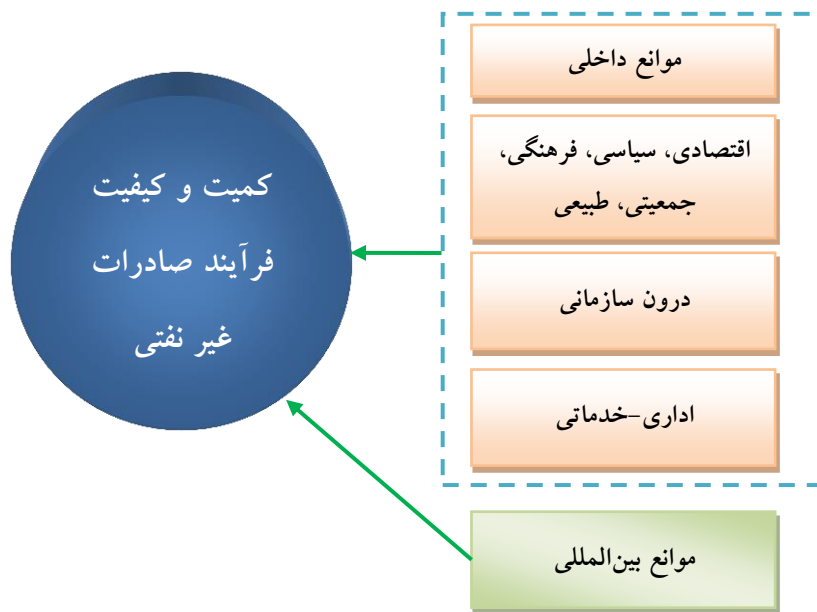 موانع داخلی
اقتصادی، سیاسی، فرهنگی،
جمعیتی، طبیعی
درون سازمانی
اداری–خدماتی
موانع بین‌المللی
کمیت و کیفیت
فرآیند صادرات
غیر نفتی